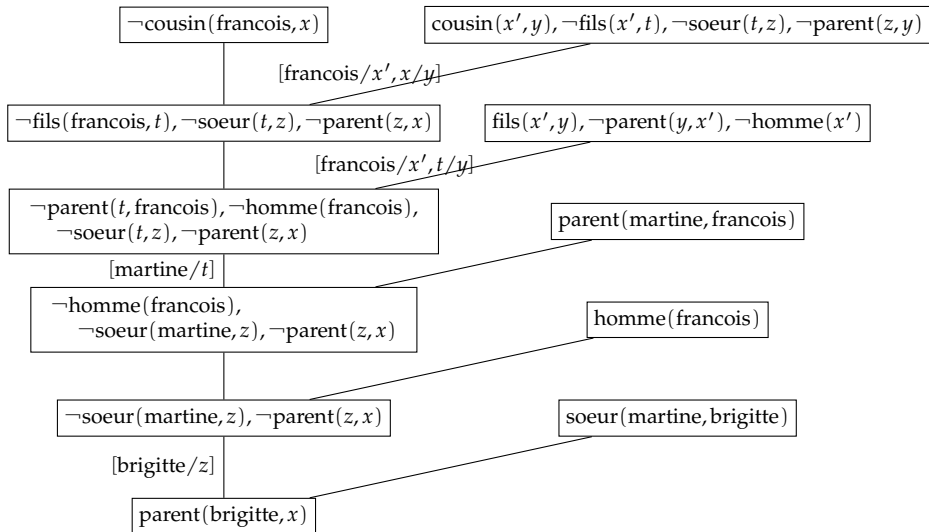 ¬cousin(francois, x)
cousin(x′, y), ¬fils(x′, t), ¬soeur(t, z), ¬parent(z, y)
[francois/x′, x/y]
¬fils(francois, t), ¬soeur(t, z), ¬parent(z, x)
fils(x′, y), ¬parent(y, x′), ¬homme(x′)
[francois/x′, t/y]
¬parent(t, francois), ¬homme(francois),
¬soeur(t, z), ¬parent(z, x)
parent(martine, francois)
[martine/t]
¬homme(francois),
¬soeur(martine, z), ¬parent(z, x)
homme(francois)
¬soeur(martine, z), ¬parent(z, x)
soeur(martine, brigitte)
[brigitte/z]
parent(brigitte, x)